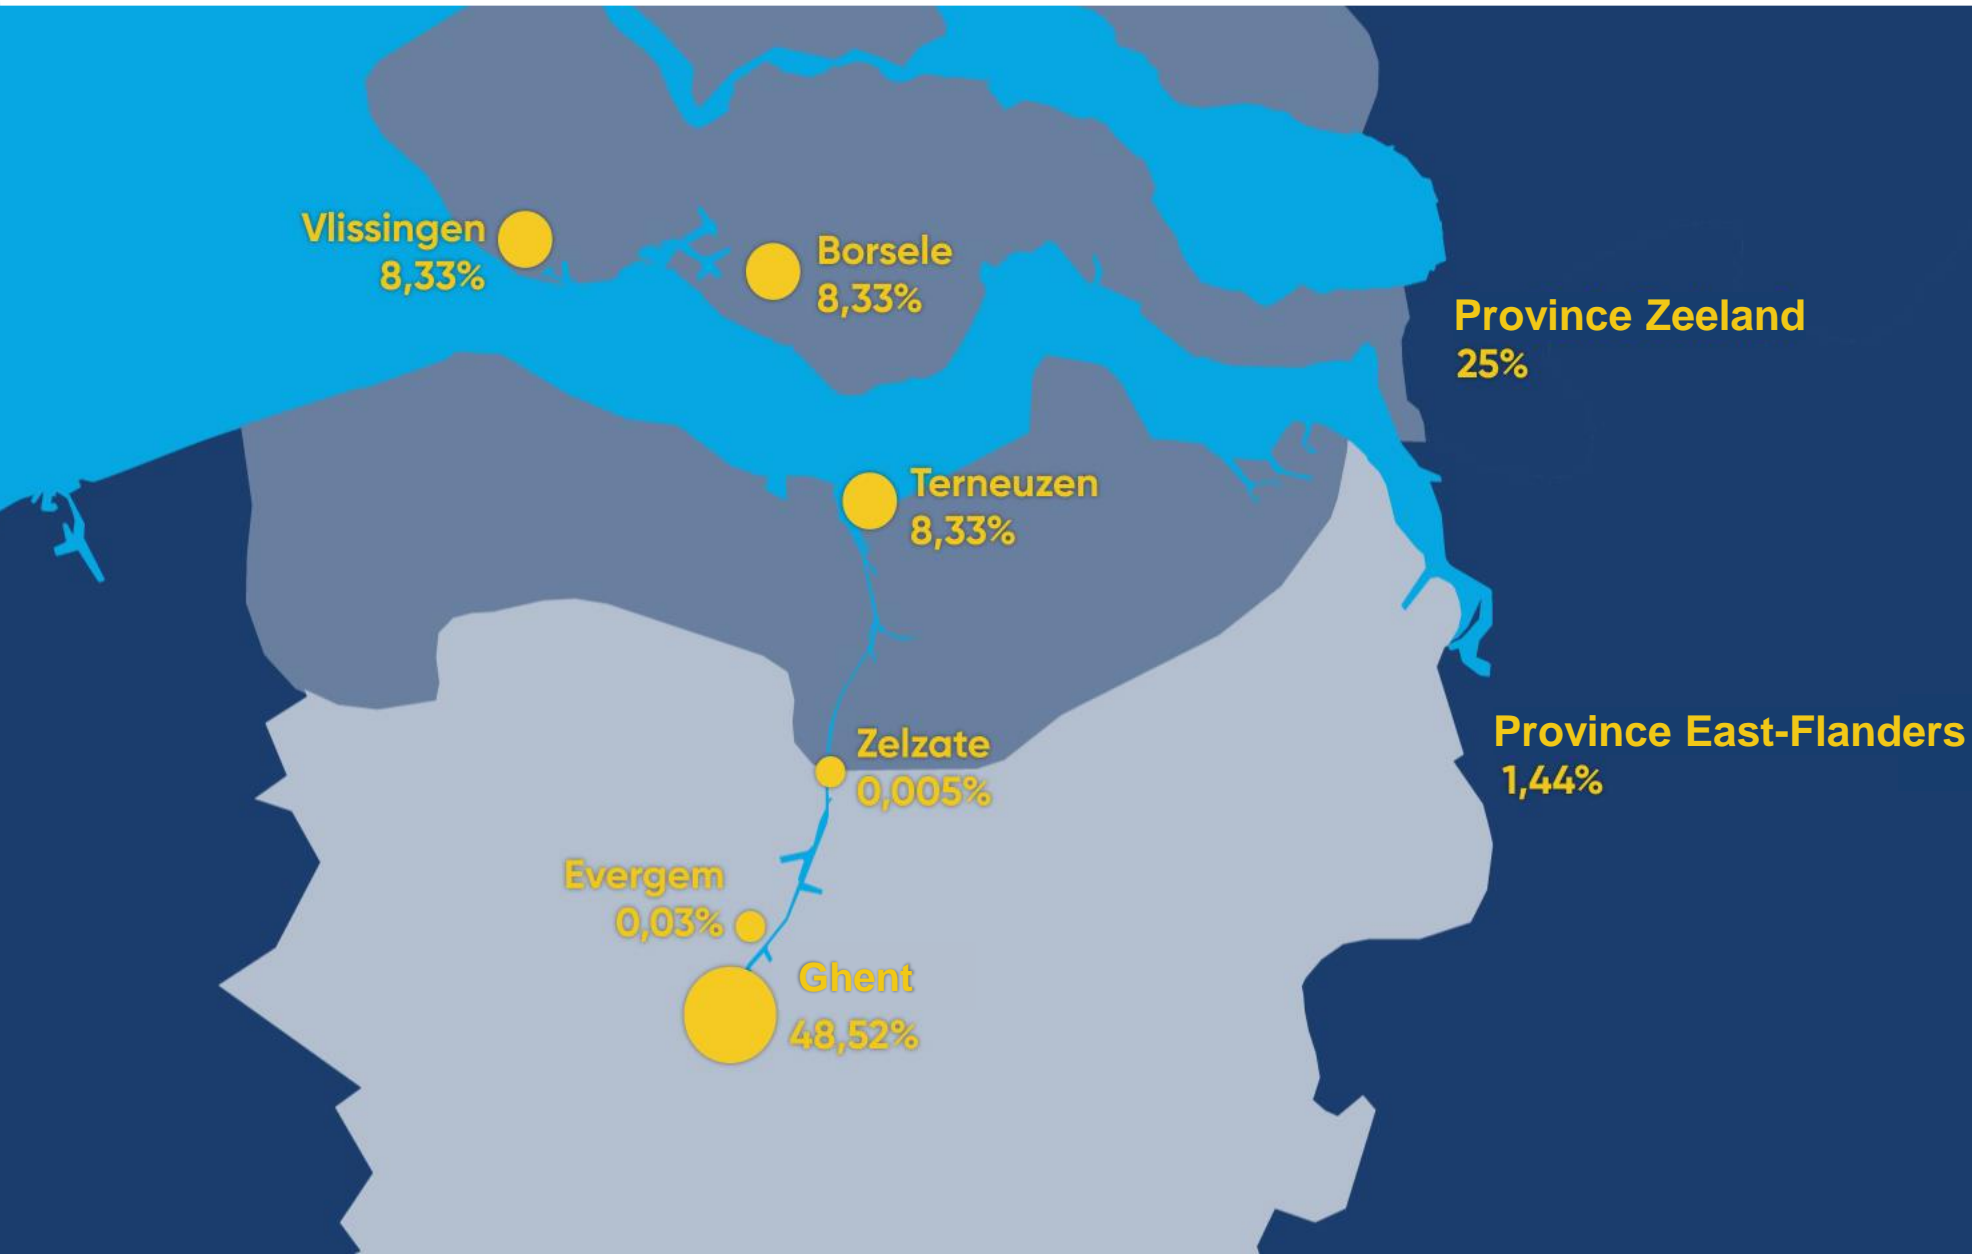 Vlissingen
8,33%
Borsele
8,33%
Province Zeeland
25%
Terneuzen
8,33%
Zelzate
0,005%
Province East-Flanders
1,44%
Evergem
0,03%
Ghent
48,52%